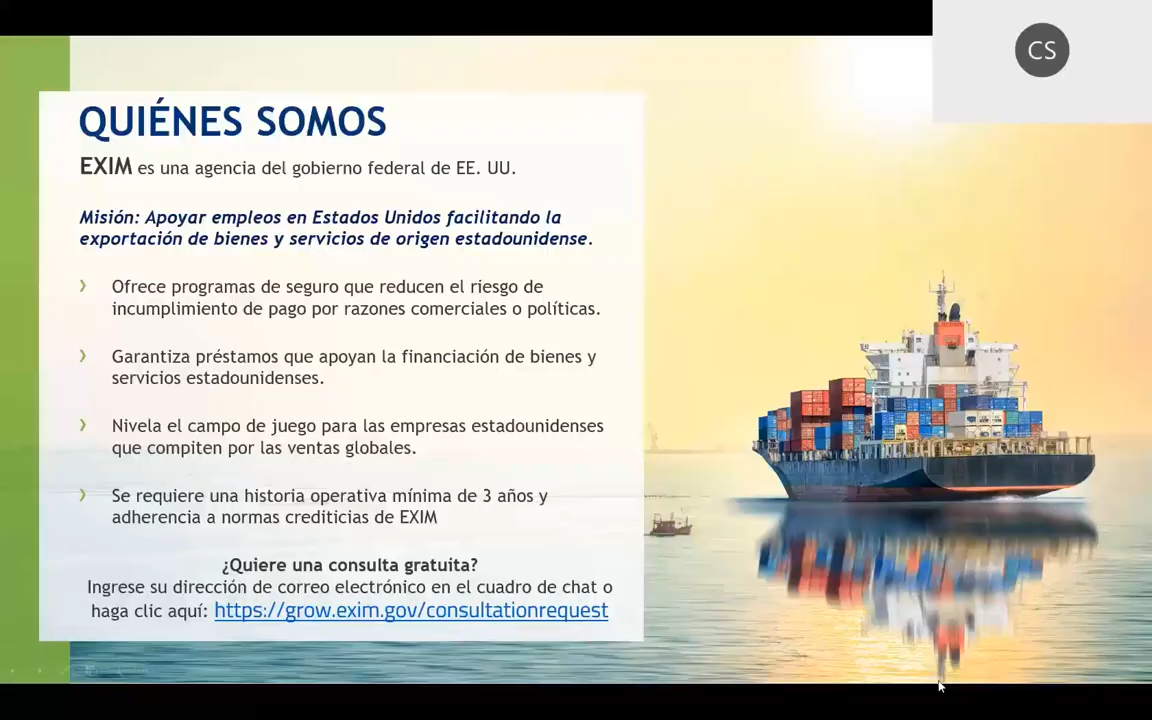 CS
QUIÉNES SOMOS
EXIM es una agencia del gobierno federal de EE. UU.
Misión: Apoyar empleos en Estados Unidos facilitando la
exportación de bienes y servicios de origen estadounidense.
Ofrece programas de seguro que reducen el riesgo de
incumplimiento de pago por razones comerciales o políticas.
Garantiza préstamos que apoyan la financiación de bienes y
servicios estadounidenses.
Nivela el campo de juego para las empresas estadounidenses
que compiten por las ventas globales.
Se requiere una historia operativa mínima de 3 años y
adherencia a normas crediticias de EXIM
¿Quiere una consulta gratuita?
Ingrese su dirección de correo electrónico en el cuadro de chat o
haga clic aquí: https://grow.exim.gov/consultationrequest